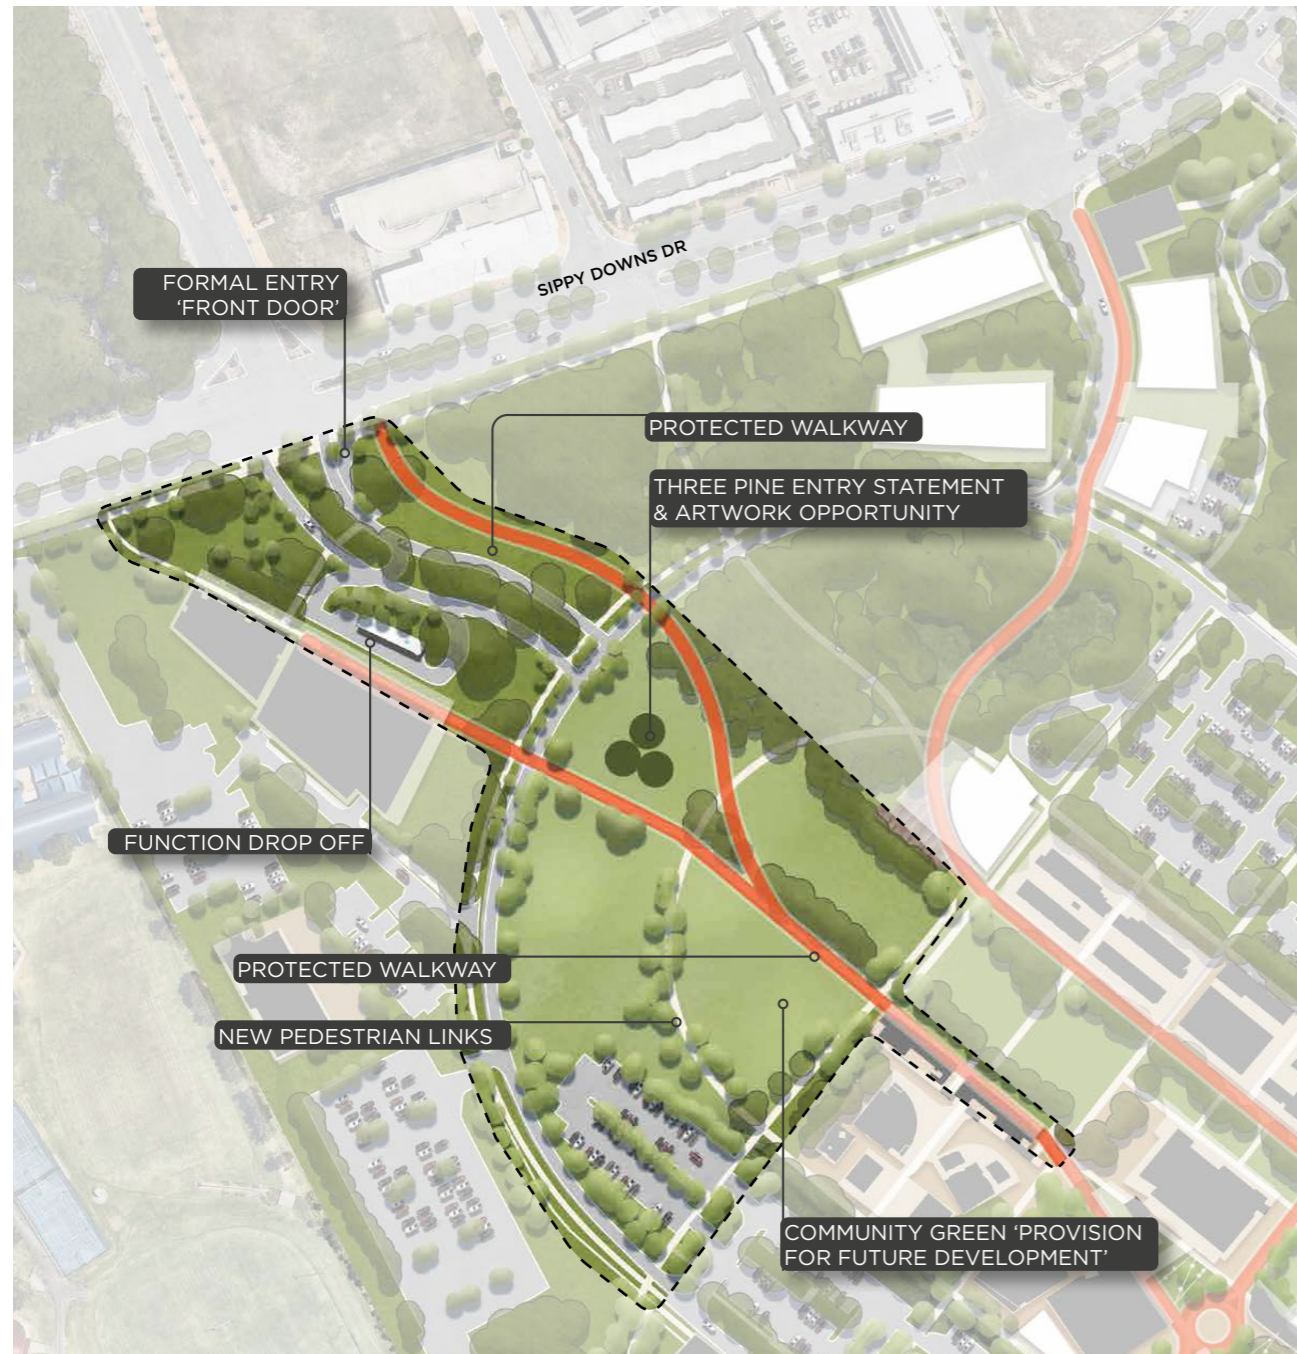 SIPPY DOWNS DR
FORMAL ENTRY
‘FRONT DOOR’
PROTECTED WALKWAY
THREE PINE ENTRY STATEMENT
& ARTWORK OPPORTUNITY
FUNCTION DROP OFF
PROTECTED WALKWAY
NEW PEDESTRIAN LINKS
COMMUNITY GREEN ‘PROVISION
FOR FUTURE DEVELOPMENT’